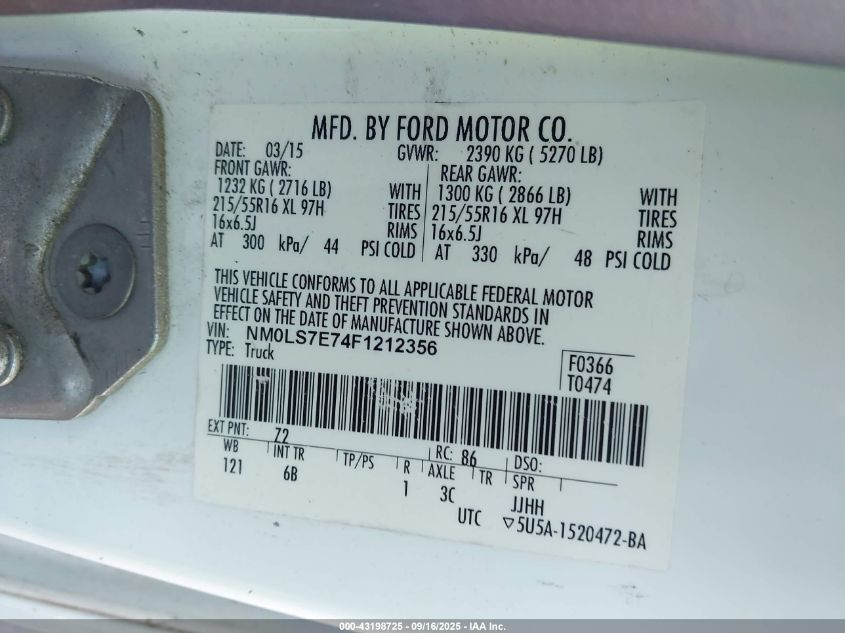 MFD. BY FORD MOTOR CO.
DATE: 03/15 GVWR: 2390 KG ( 5270 LB)
FRONT GAWR: REAR GAWR:
1232 KG ( 2716 LB) WITH 1300 KG ( 2866 LB) WITH
215/55R16 XL 97H TIRES 215/55R16 XL 97H TIRES
16x6.5J RIMS 16x6.5J RIMS
AT 300 kPa/ 44 PSI COLD AT 330 kPa/ 48 PSI COLD
THIS VEHICLE CONFORMS TO ALL APPLICABLE FEDERAL MOTOR
VEHICLE SAFETY AND THEFT PREVENTION STANDARDS IN
EFFECT ON THE DATE OF MANUFACTURE SHOWN ABOVE.
VIN: NM0LS7E74F1212356
TYPE: Truck
F0366
T0474
EXT PNT: Z2 RC: 86 DSO:
WB INT TR TP/PS R AXLE TR SPR
121 6B 1 3C JJHH
UTC ▽5U5A-1520472-BA
000-43198725 - 09/16/2025 - IAA Inc.